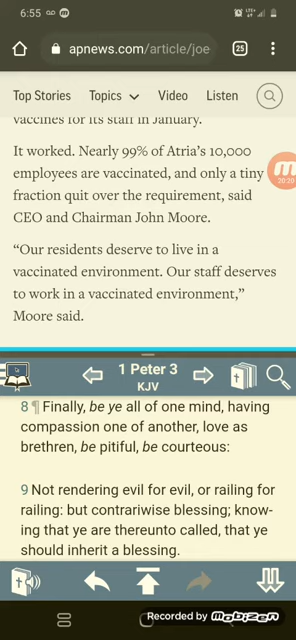 6:55
LTE+
apnews.com/article/joe
25
Top Stories Topics Video Listen
vaccines for its staff in January.
It worked. Nearly 99% of Atria's 10,000
employees are vaccinated, and only a tiny
20:20
fraction quit over the requirement, said
CEO and Chairman John Moore.
“Our residents deserve to live in a
vaccinated environment. Our staff deserves
to work in a vaccinated environment,”
Moore said.
1 Peter 3
KJV
8 ¶ Finally, be ye all of one mind, having
compassion one of another, love as
brethren, be pitiful, be courteous:
9 Not rendering evil for evil, or railing for
railing: but contrariwise blessing; know-
ing that ye are thereunto called, that ye
should inherit a blessing.
Recorded by mobizen